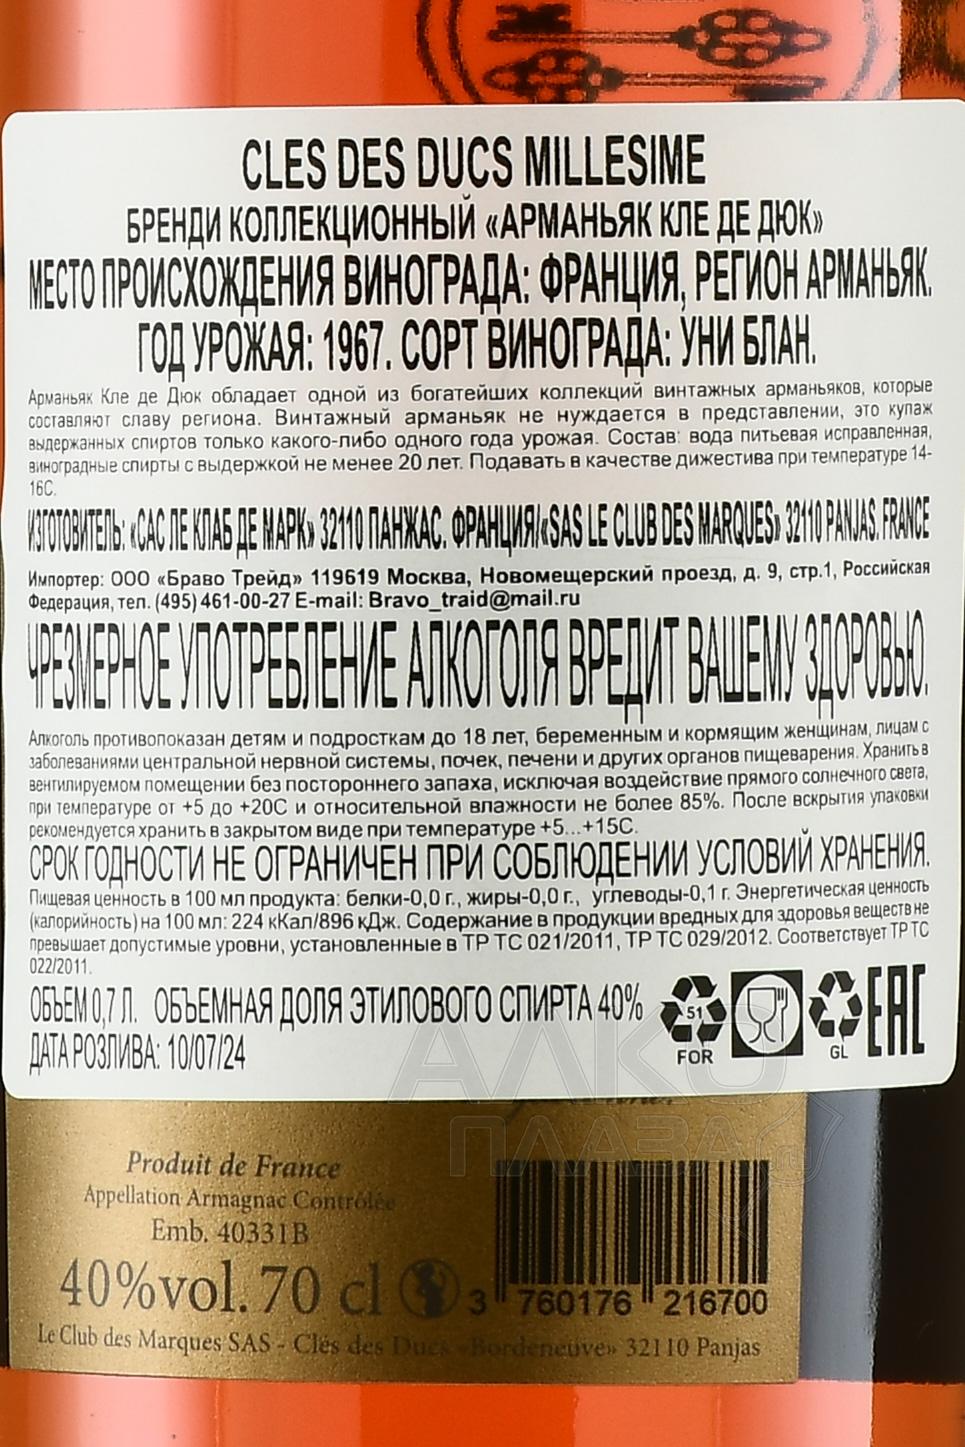 CLES DES DUCS MILLESIME
БРЕНДИ КОЛЛЕКЦИОННЫЙ «АРМАНЬЯК КЛЕ ДЕ ДЮК»
МЕСТО ПРОИСХОЖДЕНИЯ ВИНОГРАДА: ФРАНЦИЯ, РЕГИОН АРМАНЬЯК.
ГОД УРОЖАЯ: 1967. СОРТ ВИНОГРАДА: УНИ БЛАН.
Арманьяк Кле де Дюк обладает одной из богатейших коллекций винтажных арманьяков, которые
составляют славу региона. Винтажный арманьяк не нуждается в представлении, это купаж
выдержанных спиртов только какого-либо одного года урожая. Состав: вода питьевая исправленная,
виноградные спирты с выдержкой не менее 20 лет. Подавать в качестве дижестива при температуре 14-
16С.
ИЗГОТОВИТЕЛЬ: «САС ЛЕ КЛАБ ДЕ МАРК» 32110 ПАНЖАС. ФРАНЦИЯ/«SAS LE CLUB DES MARQUES» 32110 PANJAS. FRANCE
Импортер: ООО «Браво Трейд» 119619 Москва, Новомещерский проезд, д. 9, стр.1, Российская
Федерация, тел. (495) 461-00-27 E-mail: Bravo_traid@mail.ru
ЧРЕЗМЕРНОЕ УПОТРЕБЛЕНИЕ АЛКОГОЛЯ ВРЕДИТ ВАШЕМУ ЗДОРОВЬЮ.
Алкоголь противопоказан детям и подросткам до 18 лет, беременным и кормящим женщинам, лицам с
заболеваниями центральной нервной системы, почек, печени и других органов пищеварения. Хранить в
вентилируемом помещении без постороннего запаха, исключая воздействие прямого солнечного света,
при температуре от +5 до +20С и относительной влажности не более 85%. После вскрытия упаковки
рекомендуется хранить в закрытом виде при температуре +5...+15С.
СРОК ГОДНОСТИ НЕ ОГРАНИЧЕН ПРИ СОБЛЮДЕНИИ УСЛОВИЙ ХРАНЕНИЯ.
Пищевая ценность в 100 мл продукта: белки-0,0 г., жиры-0,0 г., углеводы-0,1 г. Энергетическая ценность
(калорийность) на 100 мл: 224 кКал/896 кДж. Содержание в продукции вредных для здоровья веществ не
превышает допустимые уровни, установленные в ТР ТС 021/2011, ТР ТС 029/2012. Соответствует ТР ТС
022/2011.
ОБЪЕМ 0,7 Л. ОБЪЕМНАЯ ДОЛЯ ЭТИЛОВОГО СПИРТА 40%
ДАТА РОЗЛИВА: 10/07/24
51
FOR
GL
EAC
АЛКО
ПЛАЗА
Produit de France
Appellation Armagnac Contrôlée
Emb. 40331B
40%vol. 70 cl
3 760176 216700
Le Club des Marques SAS - Clés des Ducs «Bordeneuve» 32110 Panjas